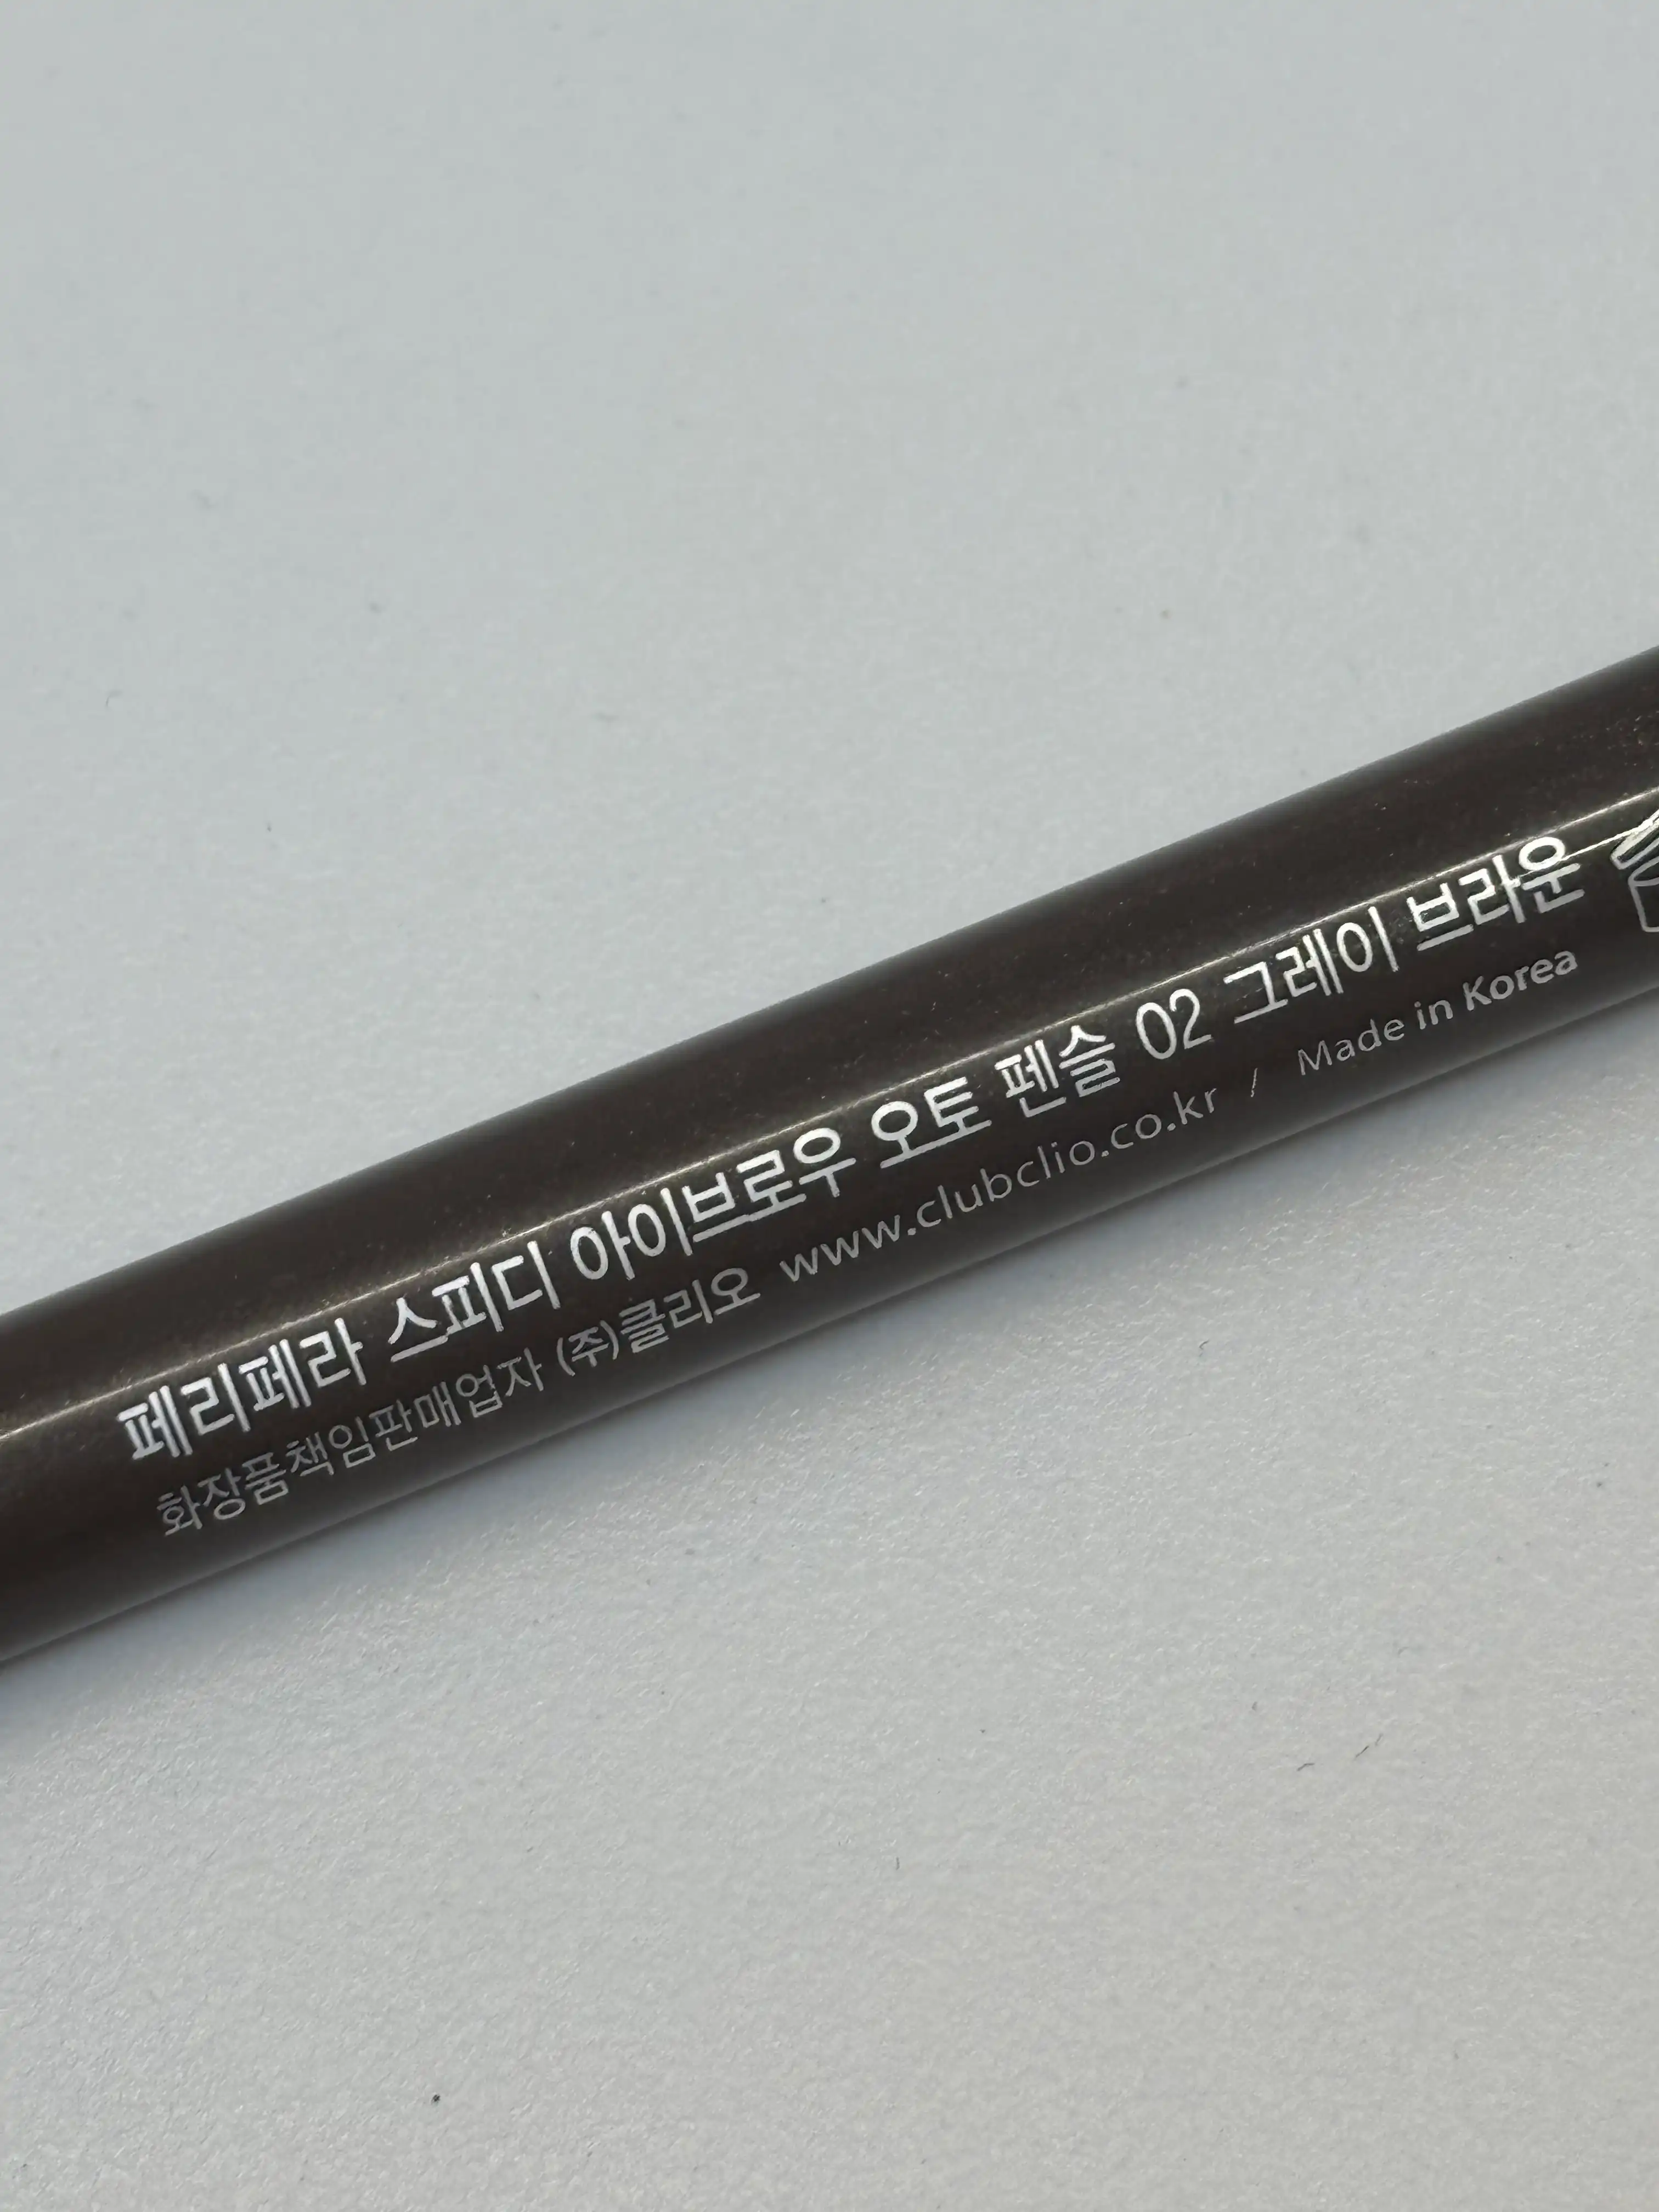 페리페라 스피디 아이브로우 오토 펜슬 02 그레이 브라운
화장품책임판매업자 (주)클리오 www.clubclio.co.kr / Made in Korea